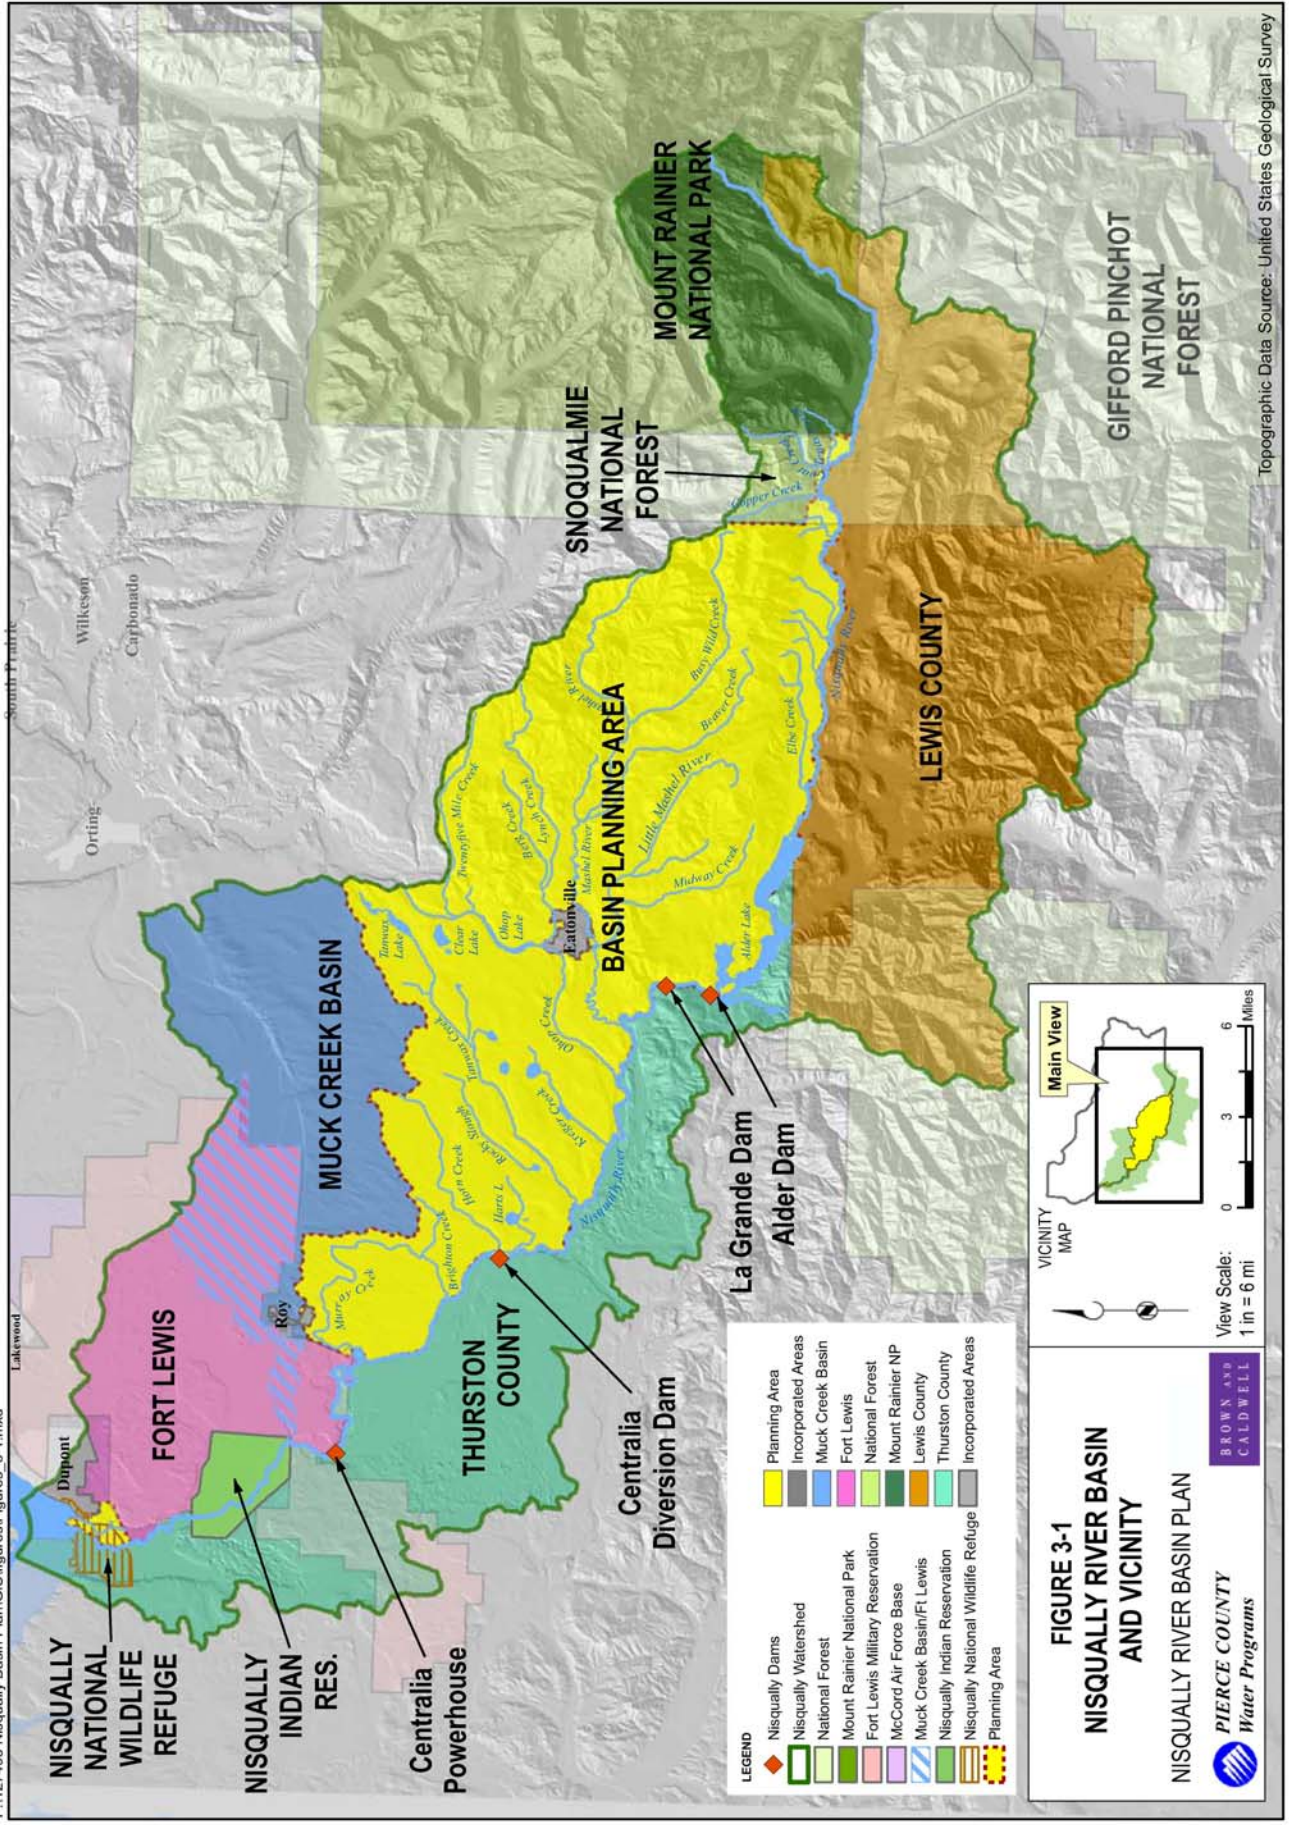 NISQUALLY
NATIONAL
WILDLIFE
REFUGE
NISQUALLY
INDIAN
RES.
Centralia
Powerhouse
Dupont
Lakewood
FORT LEWIS
Roy
MUCK CREEK BASIN
THURSTON
COUNTY
Centralia
Diversion Dam
La Grande Dam
Alder Dam
BASIN PLANNING AREA
Eatonville
Orting
South Prairie
Wilkeson
Carbonado
SNOQUALMIE
NATIONAL
FOREST
MOUNT RAINIER
NATIONAL PARK
LEWIS COUNTY
GIFFORD PINCHOT
NATIONAL
FOREST
Murray Creek
Brighton Creek
Horn Creek
Harts L
Rocky Slough
Tanwax Creek
Kreger Creek
Ohop Creek
Nisqually River
Tanwax
Lake
Clear
Lake
Ohop
Lake
Twentyfive Mile Creek
Berg Creek
Lynch Creek
Mashel River
Little Mashel River
Midway Creek
Alder Lake
Mashel River
Busy Wild Creek
Beaver Creek
Elbe Creek
Nisqually River
Copper Creek
Topographic Data Source: United States Geological Survey
LEGEND
Nisqually Dams
Nisqually Watershed
National Forest
Mount Rainier National Park
Fort Lewis Military Reservation
McCord Air Force Base
Muck Creek Basin/Ft Lewis
Nisqually Indian Reservation
Nisqually National Wildlife Refuge
Planning Area
Planning Area
Incorporated Areas
Muck Creek Basin
Fort Lewis
National Forest
Mount Rainier NP
Lewis County
Thurston County
Incorporated Areas
FIGURE 3-1
NISQUALLY RIVER BASIN
AND VICINITY
NISQUALLY RIVER BASIN PLAN
PIERCE COUNTY
Water Programs
BROWN AND
CALDWELL
VICINITY
MAP
Main View
N
View Scale:
1 in = 6 mi
0 3 6
Miles